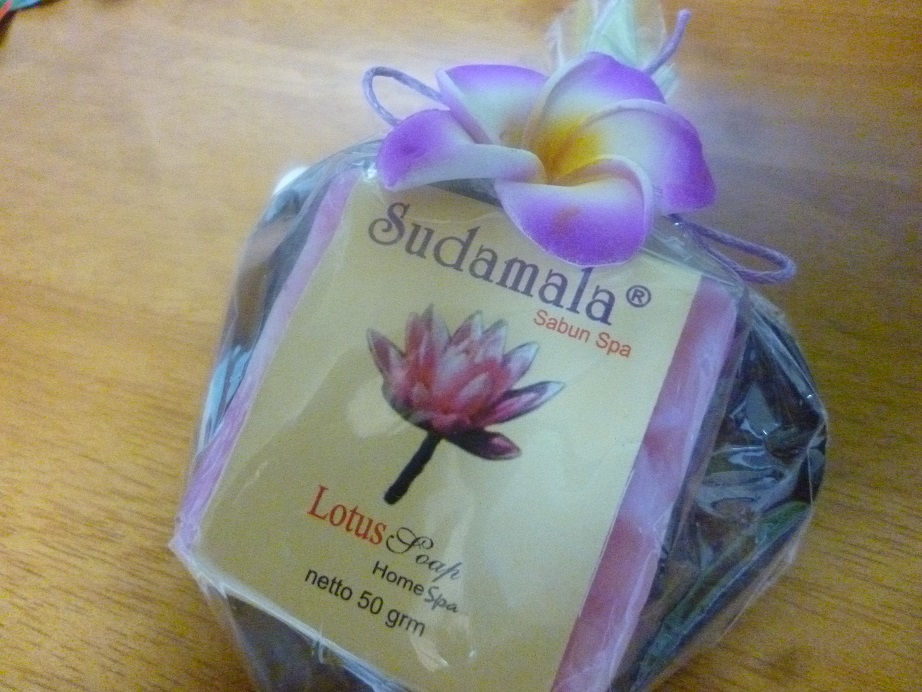 Sudamala®
Sabun Spa
Lotus Soap
Home Spa
netto 50 grm